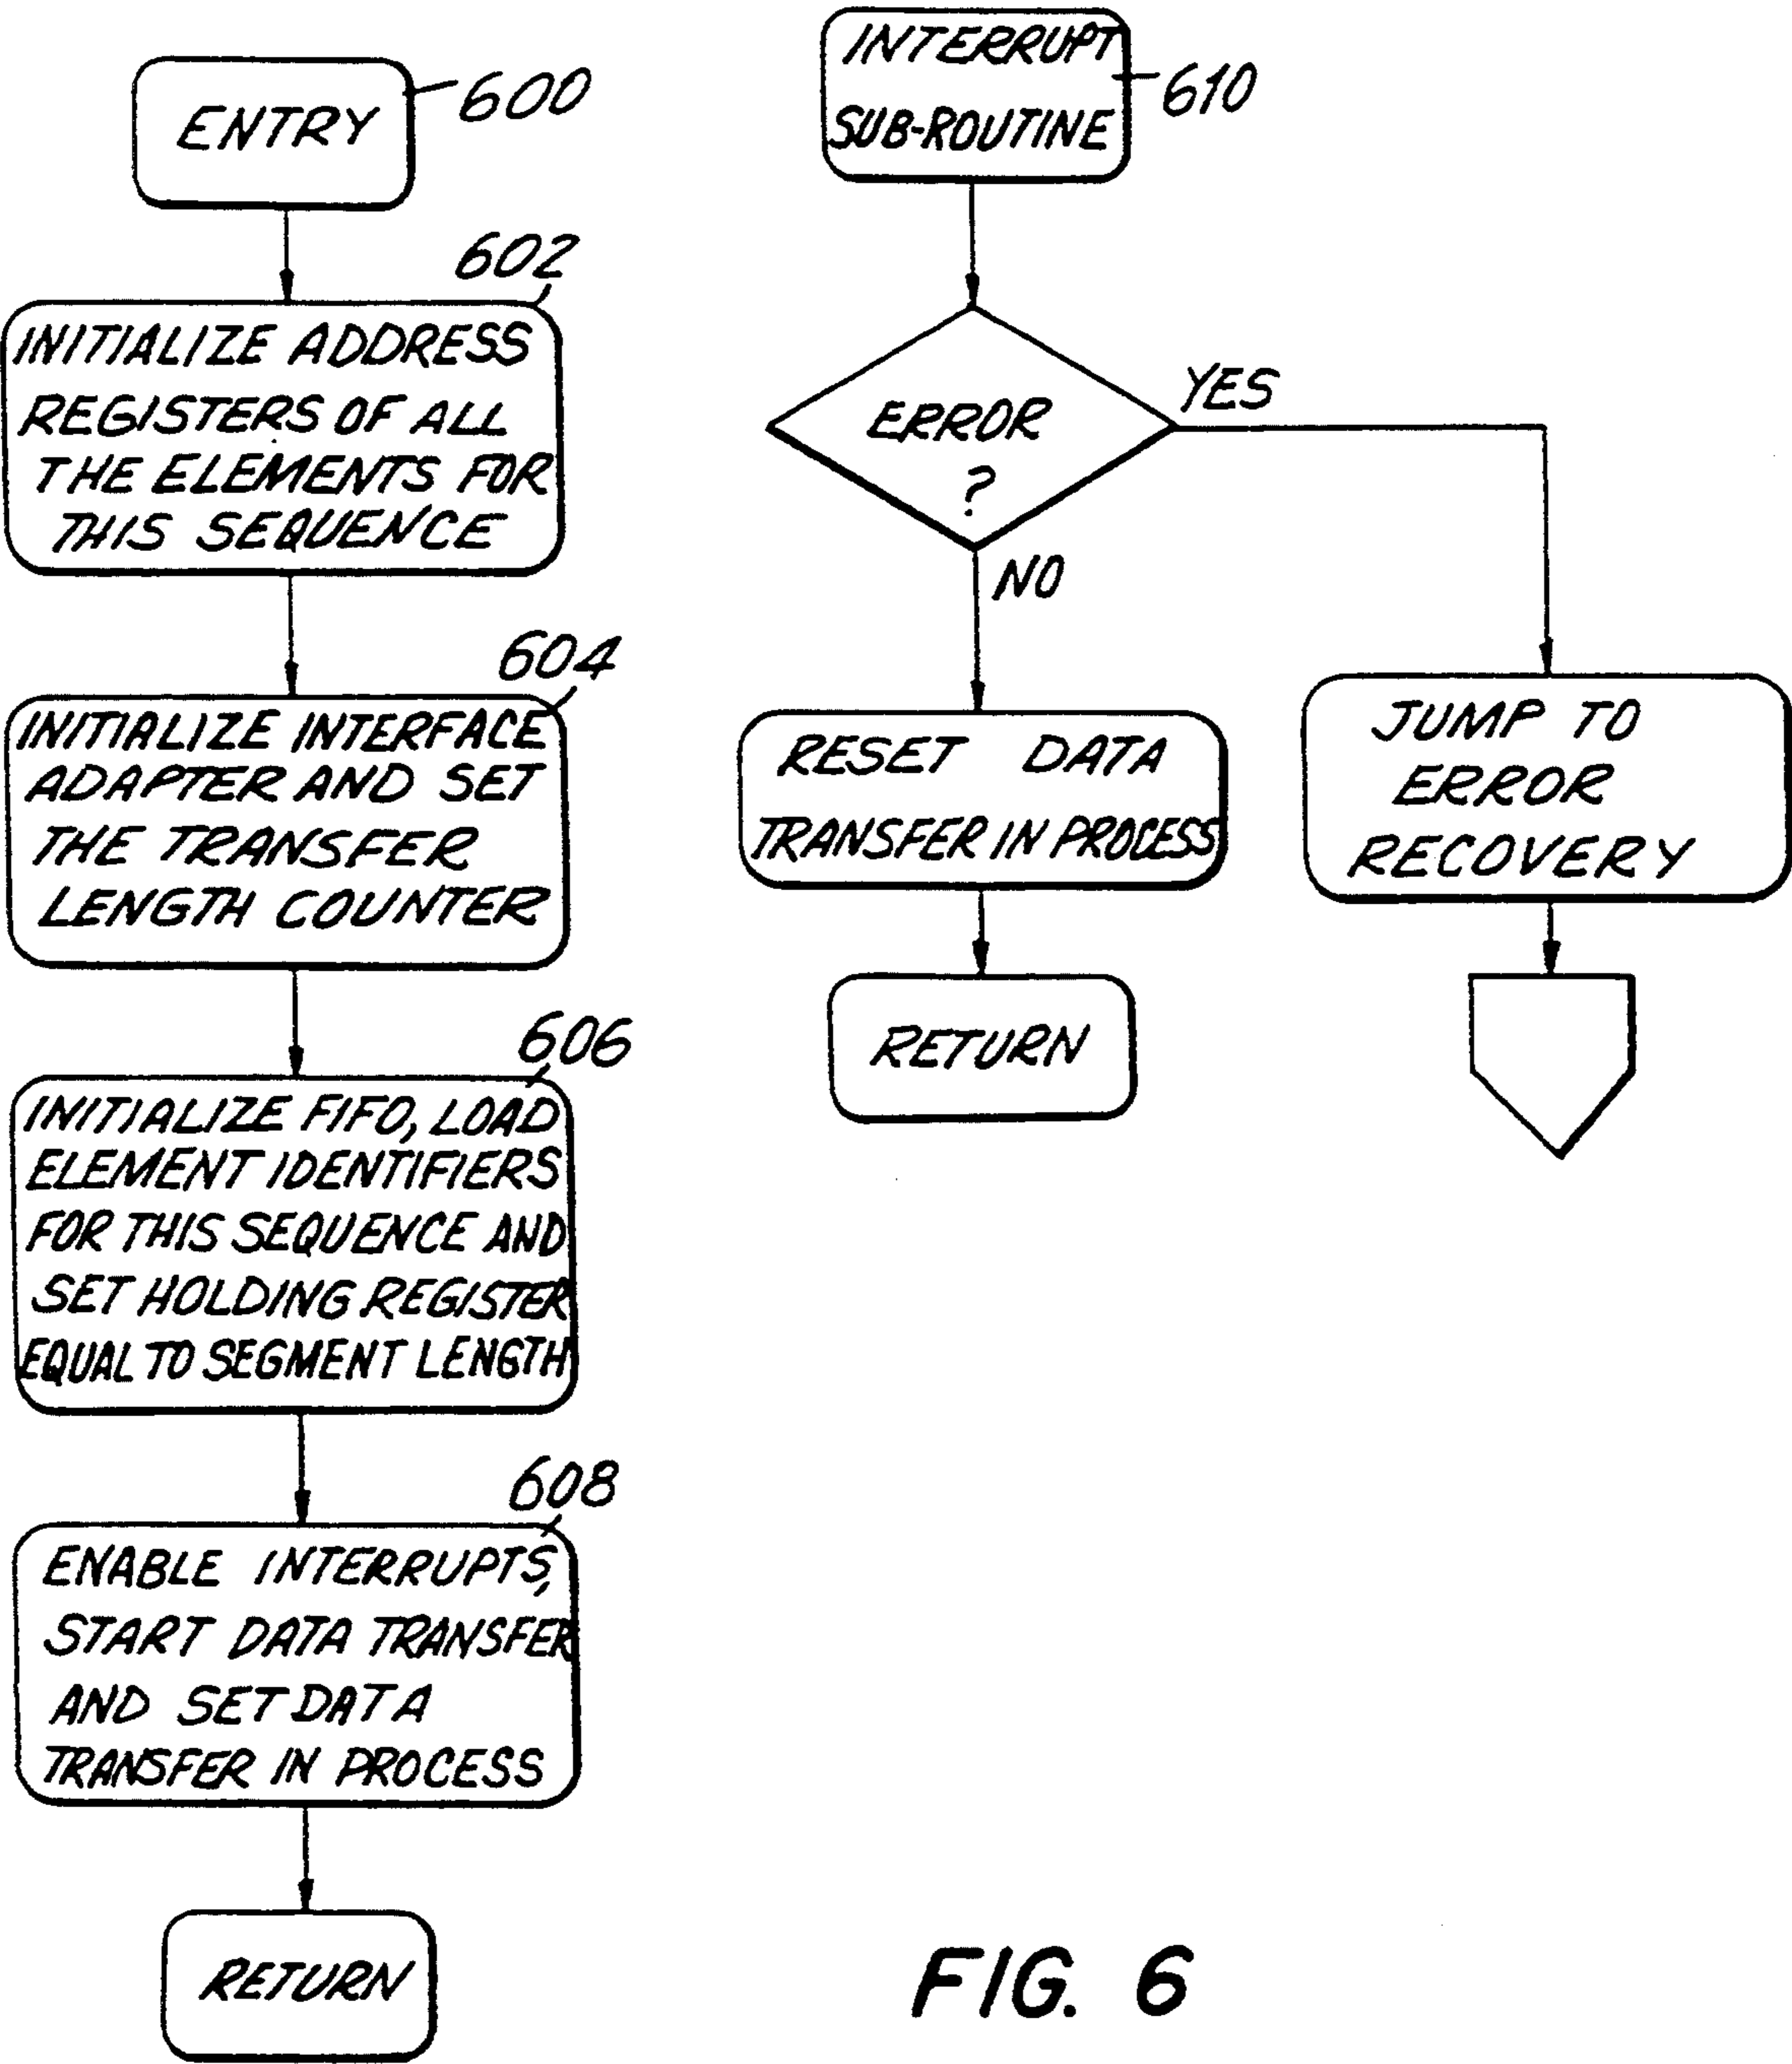 ENTRY
600
602
INITIALIZE ADDRESS
REGISTERS OF ALL
THE ELEMENTS FOR
THIS SEQUENCE
604
INITIALIZE INTERFACE
ADAPTER AND SET
THE TRANSFER
LENGTH COUNTER
606
INITIALIZE FIFO, LOAD
ELEMENT IDENTIFIERS
FOR THIS SEQUENCE AND
SET HOLDING REGISTER
EQUAL TO SEGMENT LENGTH
608
ENABLE INTERRUPTS,
START DATA TRANSFER
AND SET DATA
TRANSFER IN PROCESS
RETURN
INTERRUPT
SUB-ROUTINE
610
ERROR
?
YES
NO
RESET DATA
TRANSFER IN PROCESS
RETURN
JUMP TO
ERROR
RECOVERY
FIG. 6